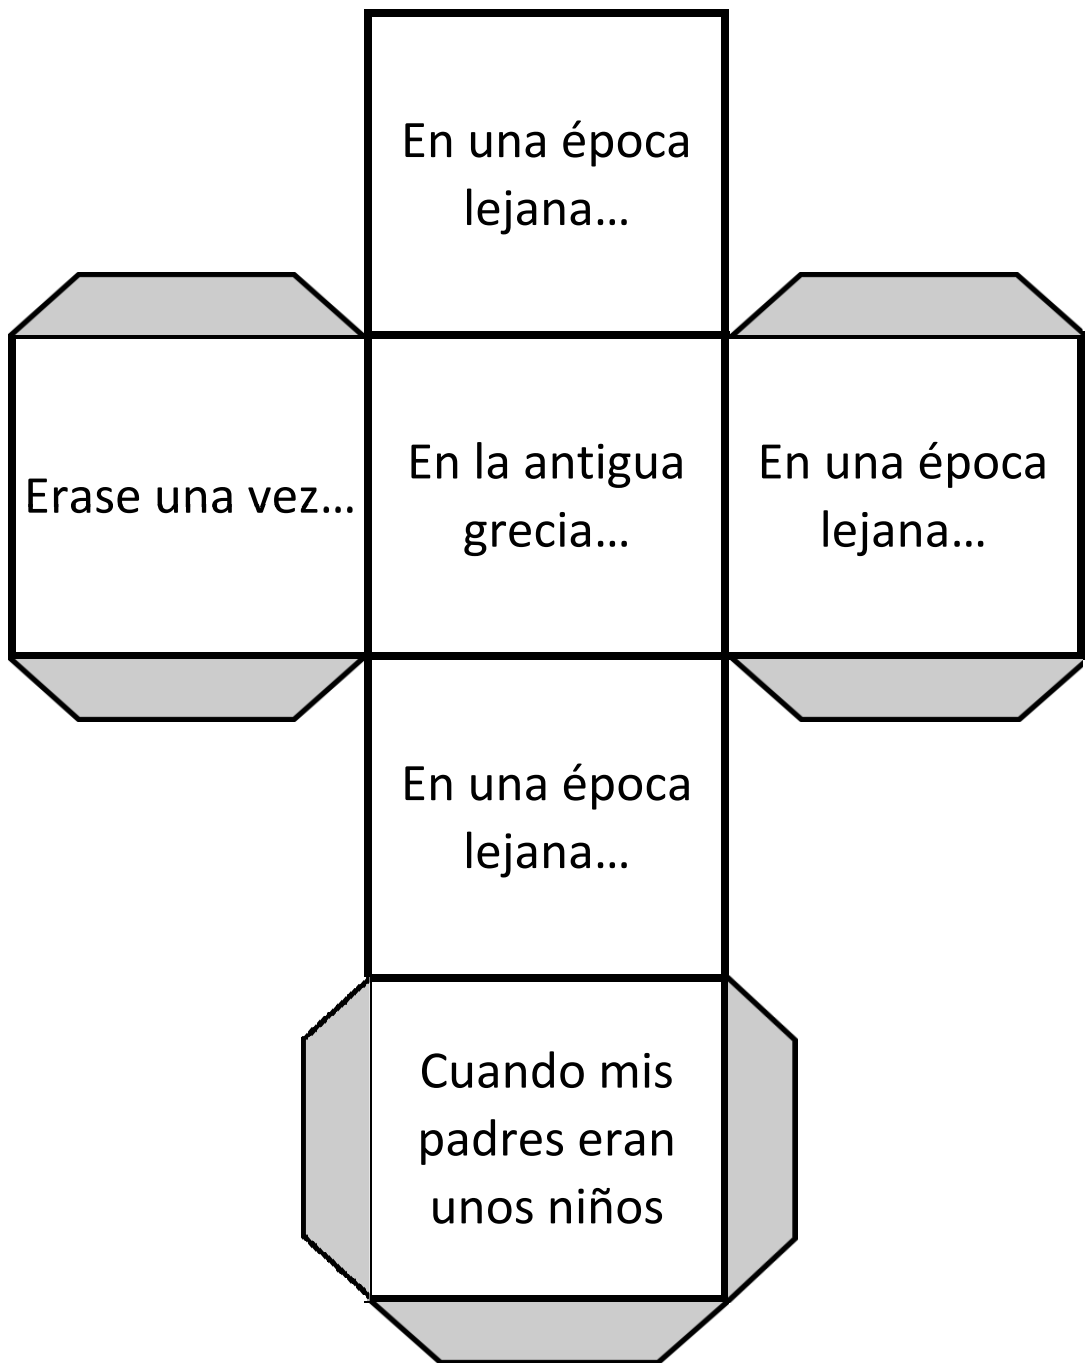 En una época
lejana...
Erase una vez...
En la antigua
grecia...
En una época
lejana...
En una época
lejana...
Cuando mis
padres eran
unos niños